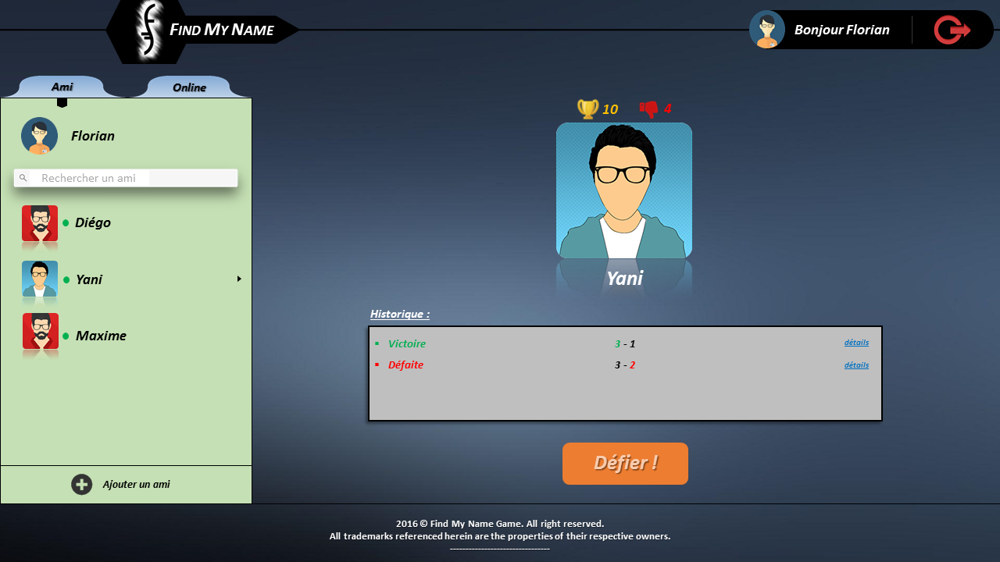 FIND MY NAME
Bonjour Florian
Ami
Online
Florian
Rechercher un ami
Diégo
Yani
Maxime
Ajouter un ami
10
4
Yani
Historique :
Victoire 3 - 1 détails
Défaite 3 - 2 détails
Défier !
2016 © Find My Name Game. All right reserved.
All trademarks referenced herein are the properties of their respective owners.
--------------------------------